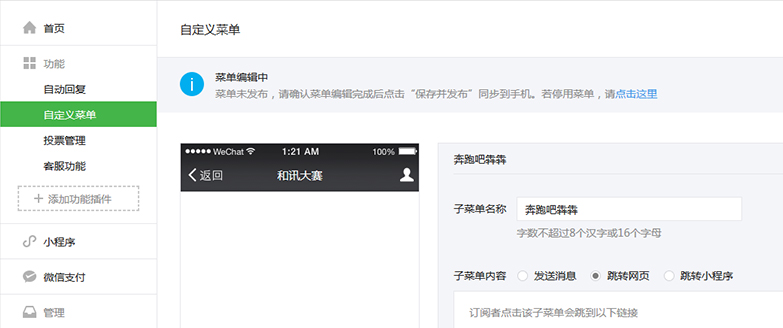 首页
功能
自动回复
自定义菜单
投票管理
客服功能
添加功能插件
小程序
微信支付
管理
自定义菜单
菜单编辑中
菜单未发布，请确认菜单编辑完成后点击“保存并发布”同步到手机。若停用菜单，请点击这里
WeChat 1:21 AM 100%
返回 和讯大赛
奔跑吧犇犇
子菜单名称 奔跑吧犇犇
字数不超过8个汉字或16个字母
子菜单内容 发送消息 跳转网页 跳转小程序
订阅者点击该子菜单会跳到以下链接